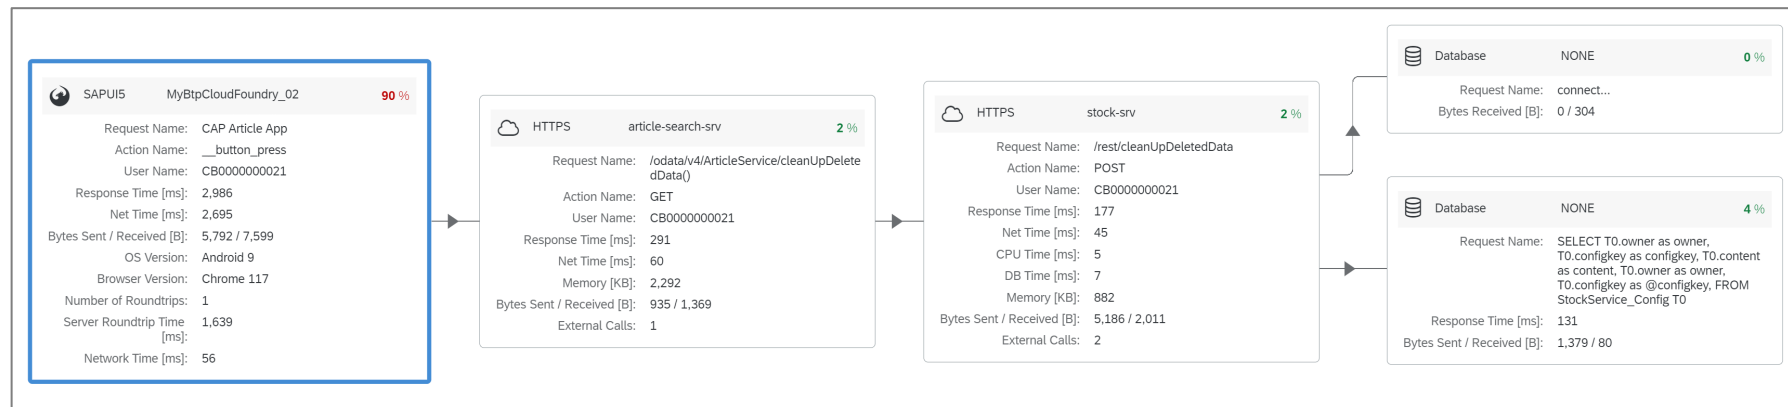 SAPUI5 MyBtpCloudFoundry_02 90 %
Request Name: CAP Article App
Action Name: __button_press
User Name: CB0000000021
Response Time [ms]: 2,986
Net Time [ms]: 2,695
Bytes Sent / Received [B]: 5,792 / 7,599
OS Version: Android 9
Browser Version: Chrome 117
Number of Roundtrips: 1
Server Roundtrip Time 1,639
[ms]:
Network Time [ms]: 56
HTTPS article-search-srv 2 %
Request Name: /odata/v4/ArticleService/cleanUpDelete
dData()
Action Name: GET
User Name: CB0000000021
Response Time [ms]: 291
Net Time [ms]: 60
Memory [KB]: 2,292
Bytes Sent / Received [B]: 935 / 1,369
External Calls: 1
HTTPS stock-srv 2 %
Request Name: /rest/cleanUpDeletedData
Action Name: POST
User Name: CB0000000021
Response Time [ms]: 177
Net Time [ms]: 45
CPU Time [ms]: 5
DB Time [ms]: 7
Memory [KB]: 882
Bytes Sent / Received [B]: 5,186 / 2,011
External Calls: 2
Database NONE 0 %
Request Name: connect...
Bytes Received [B]: 0 / 304
Database NONE 4 %
Request Name: SELECT T0.owner as owner,
T0.configkey as configkey, T0.content
as content, T0.owner as owner,
T0.configkey as @configkey, FROM
StockService_Config T0
Response Time [ms]: 131
Bytes Sent / Received [B]: 1,379 / 80